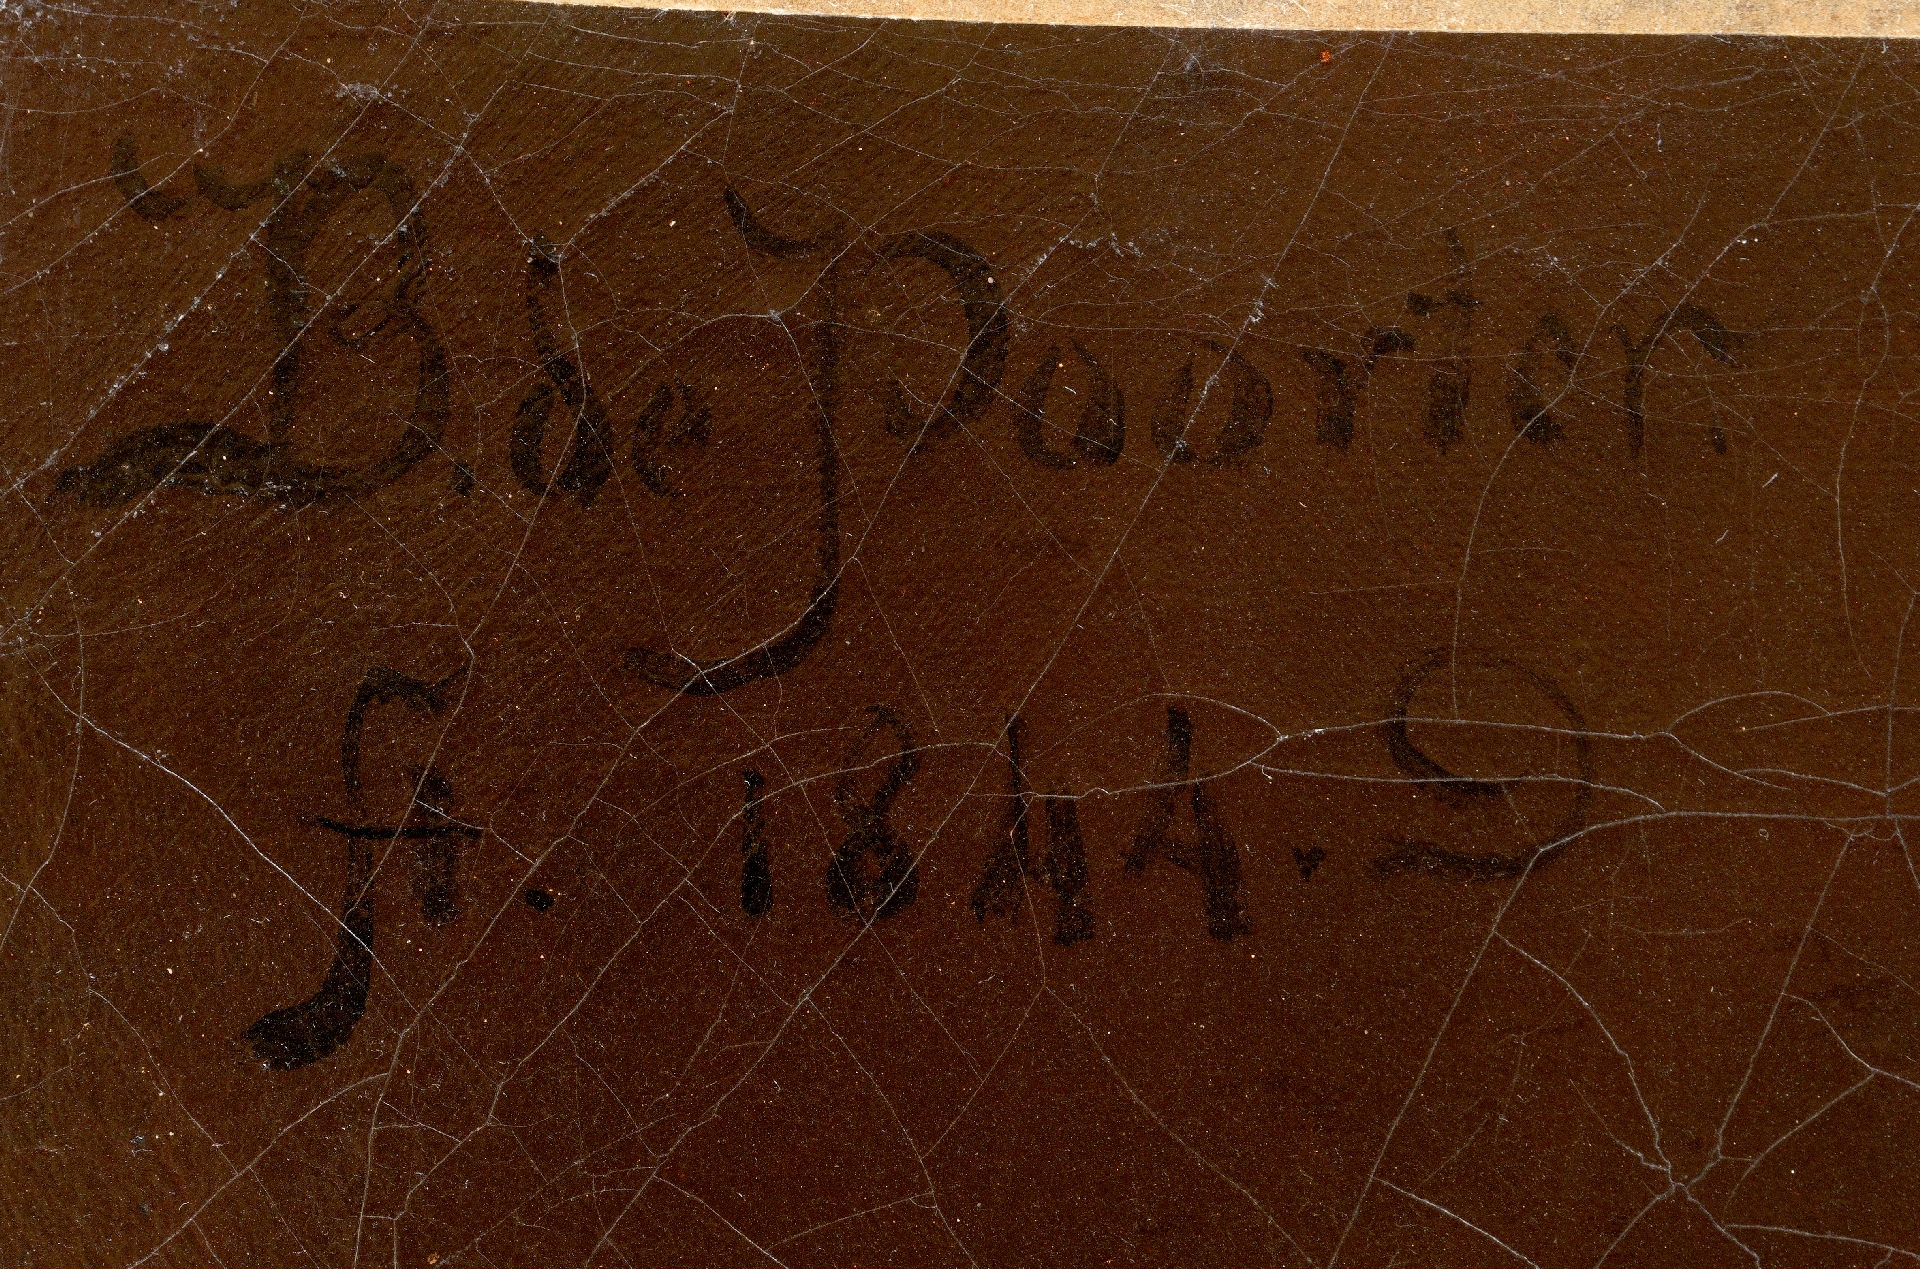 B. de Poorter.
ft. 1844. 9